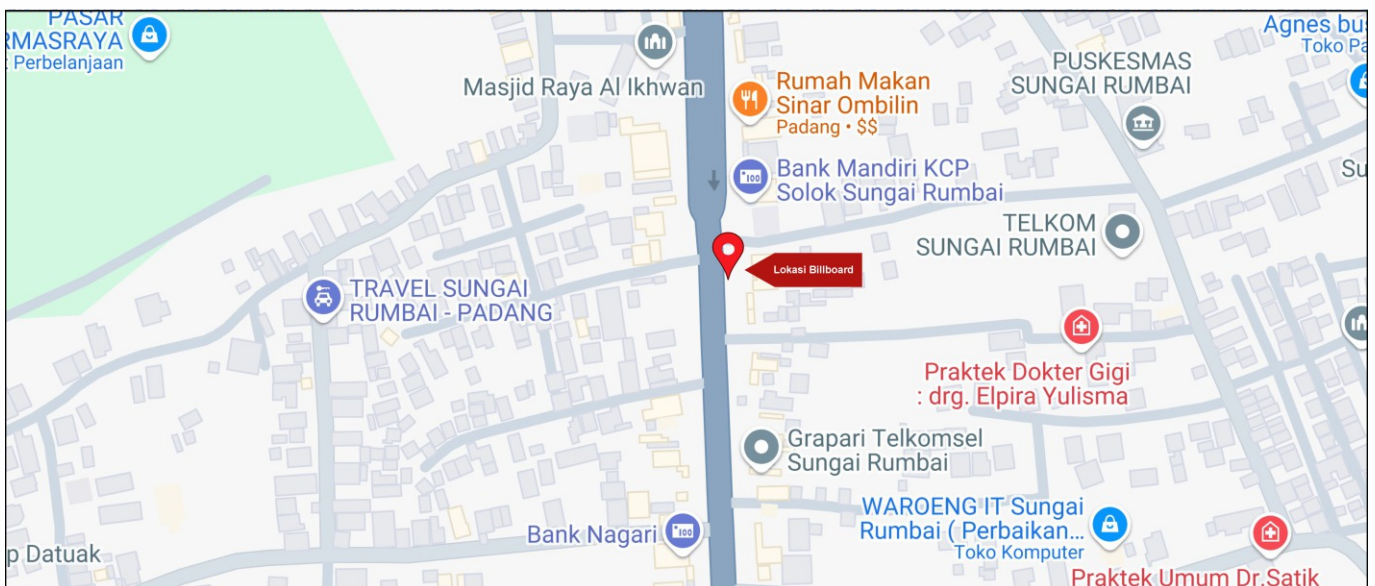 PASAR
RMASRAYA
Perbelanjaan
Masjid Raya Al Ikhwan
Rumah Makan
Sinar Ombilin
Padang • $$
Agnes bus
Toko Pa
PUSKESMAS
SUNGAI RUMBAI
Bank Mandiri KCP
Solok Sungai Rumbai
Su
TELKOM
SUNGAI RUMBAI
Lokasi Billboard
TRAVEL SUNGAI
RUMBAI - PADANG
Praktek Dokter Gigi
: drg. Elpira Yulisma
Grapari Telkomsel
Sungai Rumbai
WAROENG IT Sungai
Rumbai ( Perbaikan...
Toko Komputer
Bank Nagari
p Datuak
Praktek Umum Dr.Satik